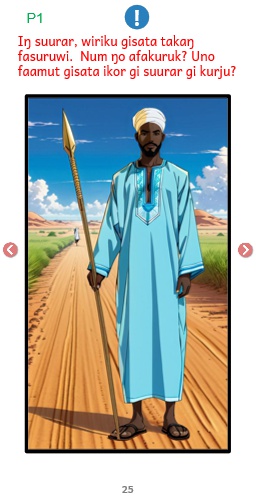 P1
!
Iŋ suurar, wiriku gisata takaŋ
fasuruwi. Num ŋo afakuruk? Uno
faamut gisata ikor gi suurar gi kurju?
25